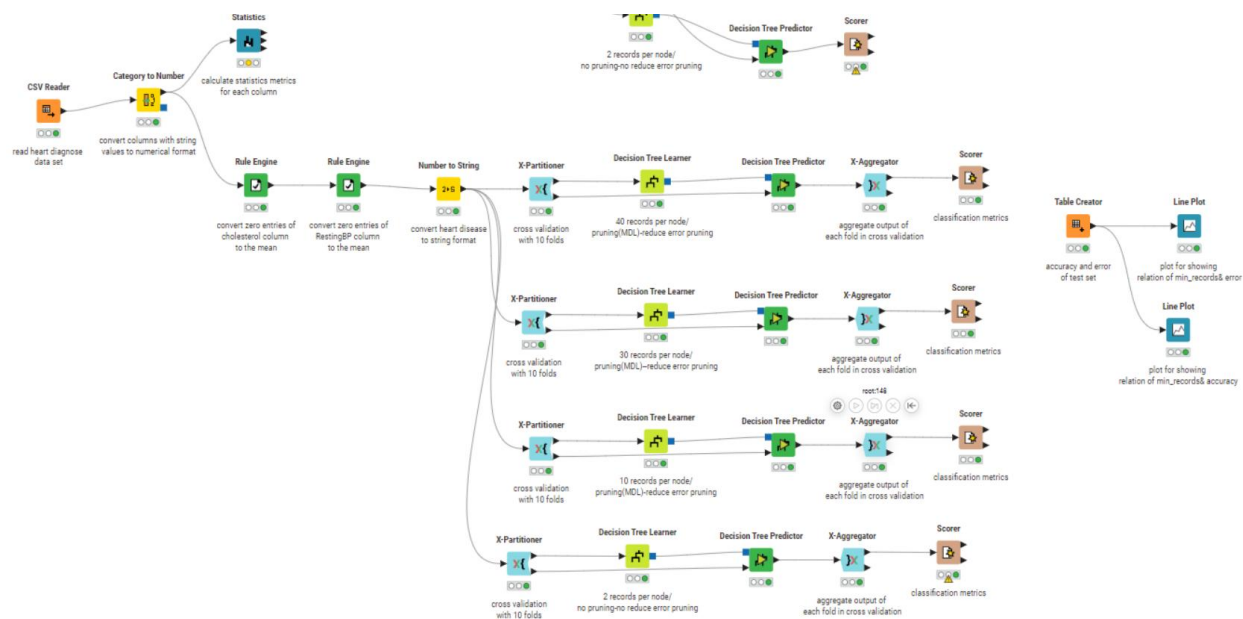 Statistics
calculate statistics metrics
for each column
2 records per node/
no pruning-no reduce error pruning
Decision Tree Predictor
Scorer
CSV Reader
read heart diagnose
data set
Category to Number
convert columns with string
values to numerical format
Rule Engine
convert zero entries of
cholesterol column
to the mean
Rule Engine
convert zero entries of
RestingBP column
to the mean
Number to String
2•S
convert heart disease
to string format
X-Partitioner
cross validation
with 10 folds
Decision Tree Learner
40 records per node/
pruning(MDL)-reduce error pruning
Decision Tree Predictor
X-Aggregator
aggregate output of
each fold in cross validation
Scorer
classification metrics
Table Creator
accuracy and error
of test set
Line Plot
plot for showing
relation of min_records& error
Line Plot
plot for showing
relation of min_records& accuracy
X-Partitioner
cross validation
with 10 folds
Decision Tree Learner
30 records per node/
pruning(MDL)–reduce error pruning
Decision Tree Predictor
X-Aggregator
aggregate output of
each fold in cross validation
Scorer
classification metrics
root:148
X-Partitioner
cross validation
with 10 folds
Decision Tree Learner
10 records per node/
pruning(MDL)-reduce error pruning
Decision Tree Predictor
X-Aggregator
aggregate output of
each fold in cross validation
Scorer
classification metrics
X-Partitioner
cross validation
with 10 folds
Decision Tree Learner
2 records per node/
no pruning-no reduce error pruning
Decision Tree Predictor
X-Aggregator
aggregate output of
each fold in cross validation
Scorer
classification metrics